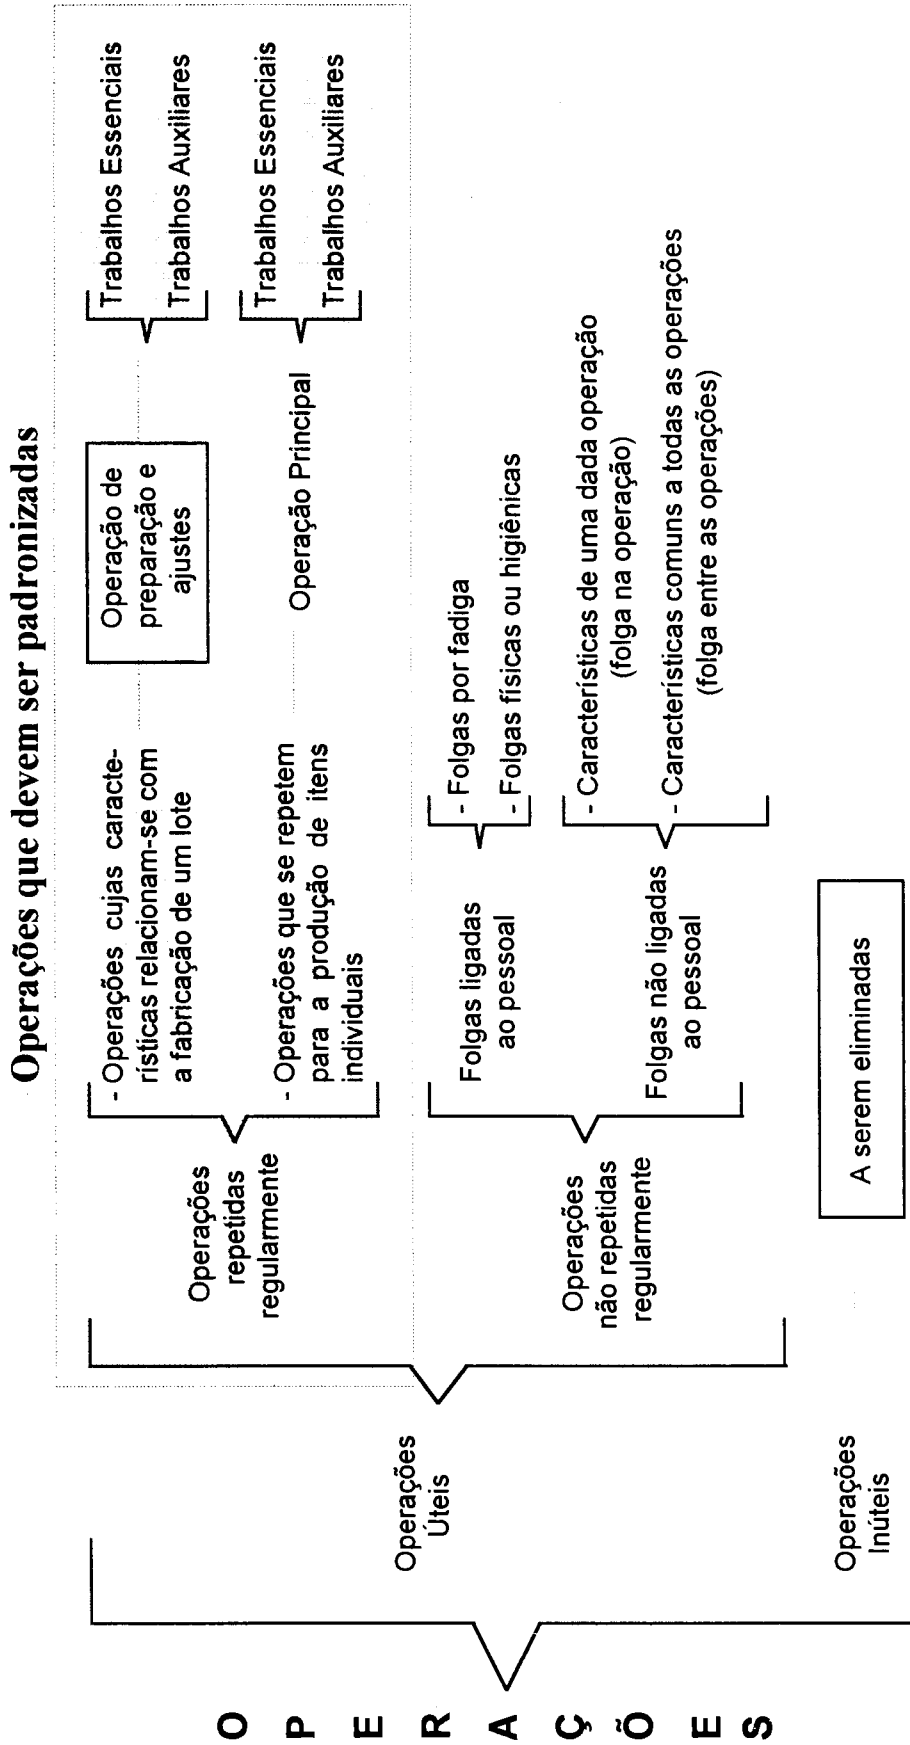 Operações que devem ser padronizadas
OPERAÇÕES
Operações
Úteis
Operações
repetidas
regularmente
- Operações cujas caracte-
rísticas relacionam-se com
a fabricação de um lote
Operação de
preparação e
ajustes
Trabalhos Essenciais
Trabalhos Auxiliares
- Operações que se repetem
para a produção de itens
individuais
Operação Principal
Trabalhos Essenciais
Trabalhos Auxiliares
Operações
não repetidas
regularmente
Folgas ligadas
ao pessoal
- Folgas por fadiga
- Folgas físicas ou higiênicas
Folgas não ligadas
ao pessoal
- Características de uma dada operação
(folga na operação)
- Características comuns a todas as operações
(folga entre as operações)
Operações
Inúteis
A serem eliminadas